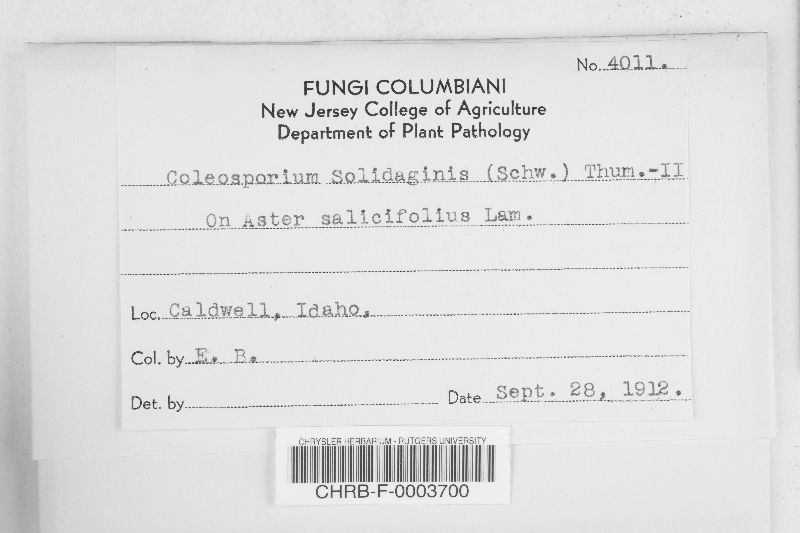 No. 4011.
FUNGI COLUMBIANI
New Jersey College of Agriculture
Department of Plant Pathology
Coleosporium Solidaginis (Schw.) Thum.-II
On Aster salicifolius Lam.
Loc. Caldwell, Idaho.
Col. by E. B.
Det. by
Date Sept. 28, 1912.
CHRYSLER HERBARIUM - RUTGERS UNIVERSITY
CHRB-F-0003700